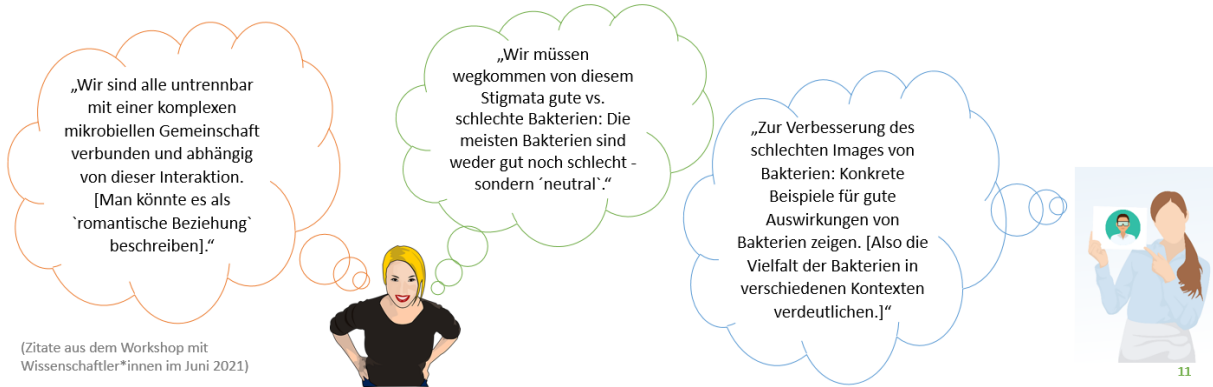 „Wir sind alle untrennbar
mit einer komplexen
mikrobiellen Gemeinschaft
verbunden und abhängig
von dieser Interaktion.
[Man könnte es als
`romantische Beziehung`
beschreiben].“
„Wir müssen
wegkommen von diesem
Stigmata gute vs.
schlechte Bakterien: Die
meisten Bakterien sind
weder gut noch schlecht -
sondern ´neutral`.“
„Zur Verbesserung des
schlechten Images von
Bakterien: Konkrete
Beispiele für gute
Auswirkungen von
Bakterien zeigen. [Also die
Vielfalt der Bakterien in
verschiedenen Kontexten
verdeutlichen.]“
(Zitate aus dem Workshop mit
Wissenschaftler*innen im Juni 2021)
11